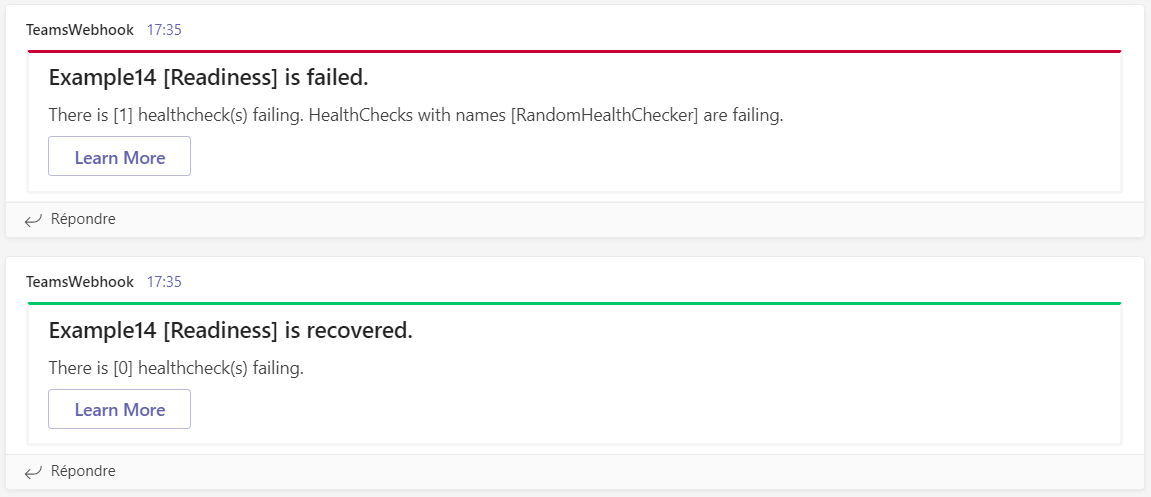 TeamsWebhook 17:35
Example14 [Readiness] is failed.
There is [1] healthcheck(s) failing. HealthChecks with names [RandomHealthChecker] are failing.
Learn More
Répondre
TeamsWebhook 17:35
Example14 [Readiness] is recovered.
There is [0] healthcheck(s) failing.
Learn More
Répondre